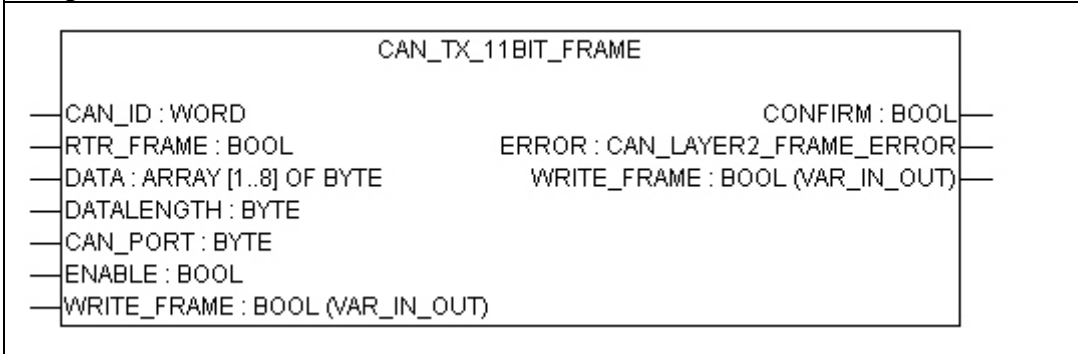 CAN_TX_11BIT_FRAME
CAN_ID : WORD CONFIRM : BOOL
RTR_FRAME : BOOL ERROR : CAN_LAYER2_FRAME_ERROR
DATA : ARRAY [1..8] OF BYTE WRITE_FRAME : BOOL (VAR_IN_OUT)
DATALENGTH : BYTE
CAN_PORT : BYTE
ENABLE : BOOL
WRITE_FRAME : BOOL (VAR_IN_OUT)